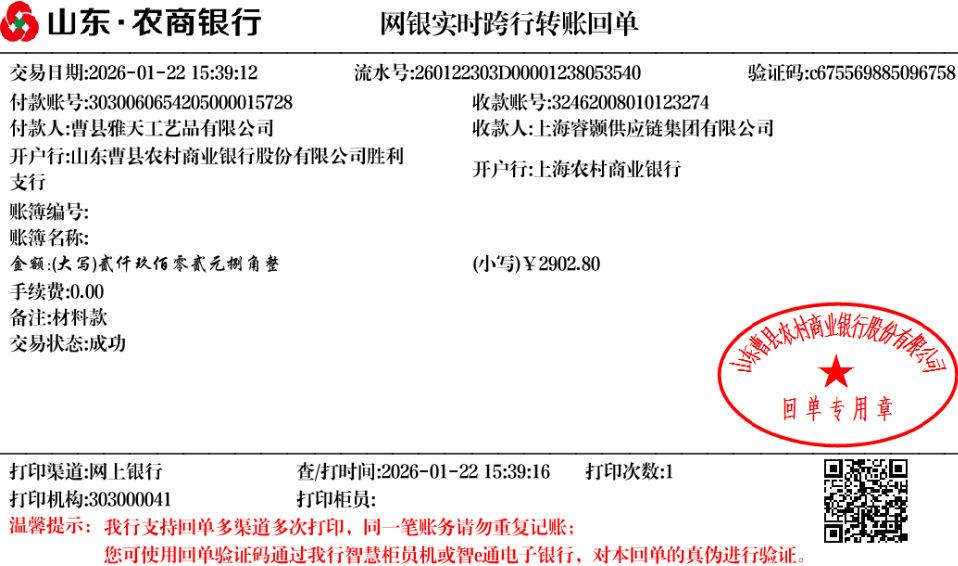 山东·农商银行
网银实时跨行转账回单
交易日期:2026-01-22 15:39:12 流水号:260122303D00001238053540 验证码:c675569885096758
付款账号:3030060654205000015728 收款账号:32462008010123274
付款人:曹县雅天工艺品有限公司 收款人:上海睿颢供应链集团有限公司
开户行:山东曹县农村商业银行股份有限公司胜利 开户行:上海农村商业银行
支行
账簿编号:
账簿名称:
金额:(大写)贰仟玖佰零贰元捌角整 (小写)￥2902.80
手续费:0.00
备注:材料款
交易状态:成功
山东曹县农村商业银行股份有限公司
回单专用章
打印渠道:网上银行 查/打时间:2026-01-22 15:39:16 打印次数:1
打印机构:303000041 打印柜员:
温馨提示：我行支持回单多渠道多次打印，同一笔账务请勿重复记账；
您可使用回单验证码通过我行智慧柜员机或智e通电子银行，对本回单的真伪进行验证。